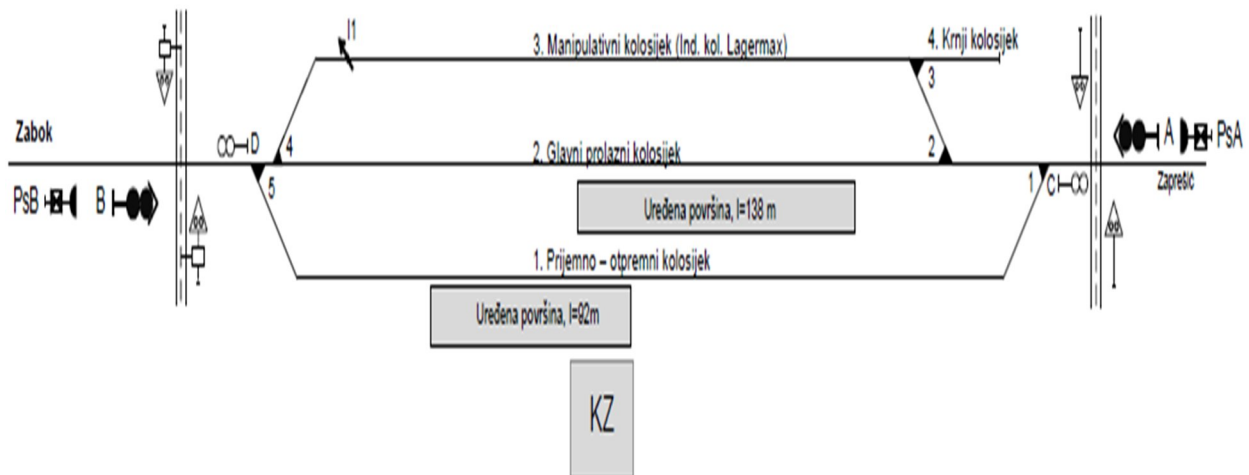 I1
3. Manipulativni kolosijek (Ind. kol. Lagermax)
4. Krnji kolosijek
3
Zabok
D
4
2. Glavni prolazni kolosijek
2
A
PsA
Zaprešić
PsB
B
5
1
C
Uređena površina, l=138 m
1. Prijemno – otpremni kolosijek
Uređena površina, l=92m
KZ